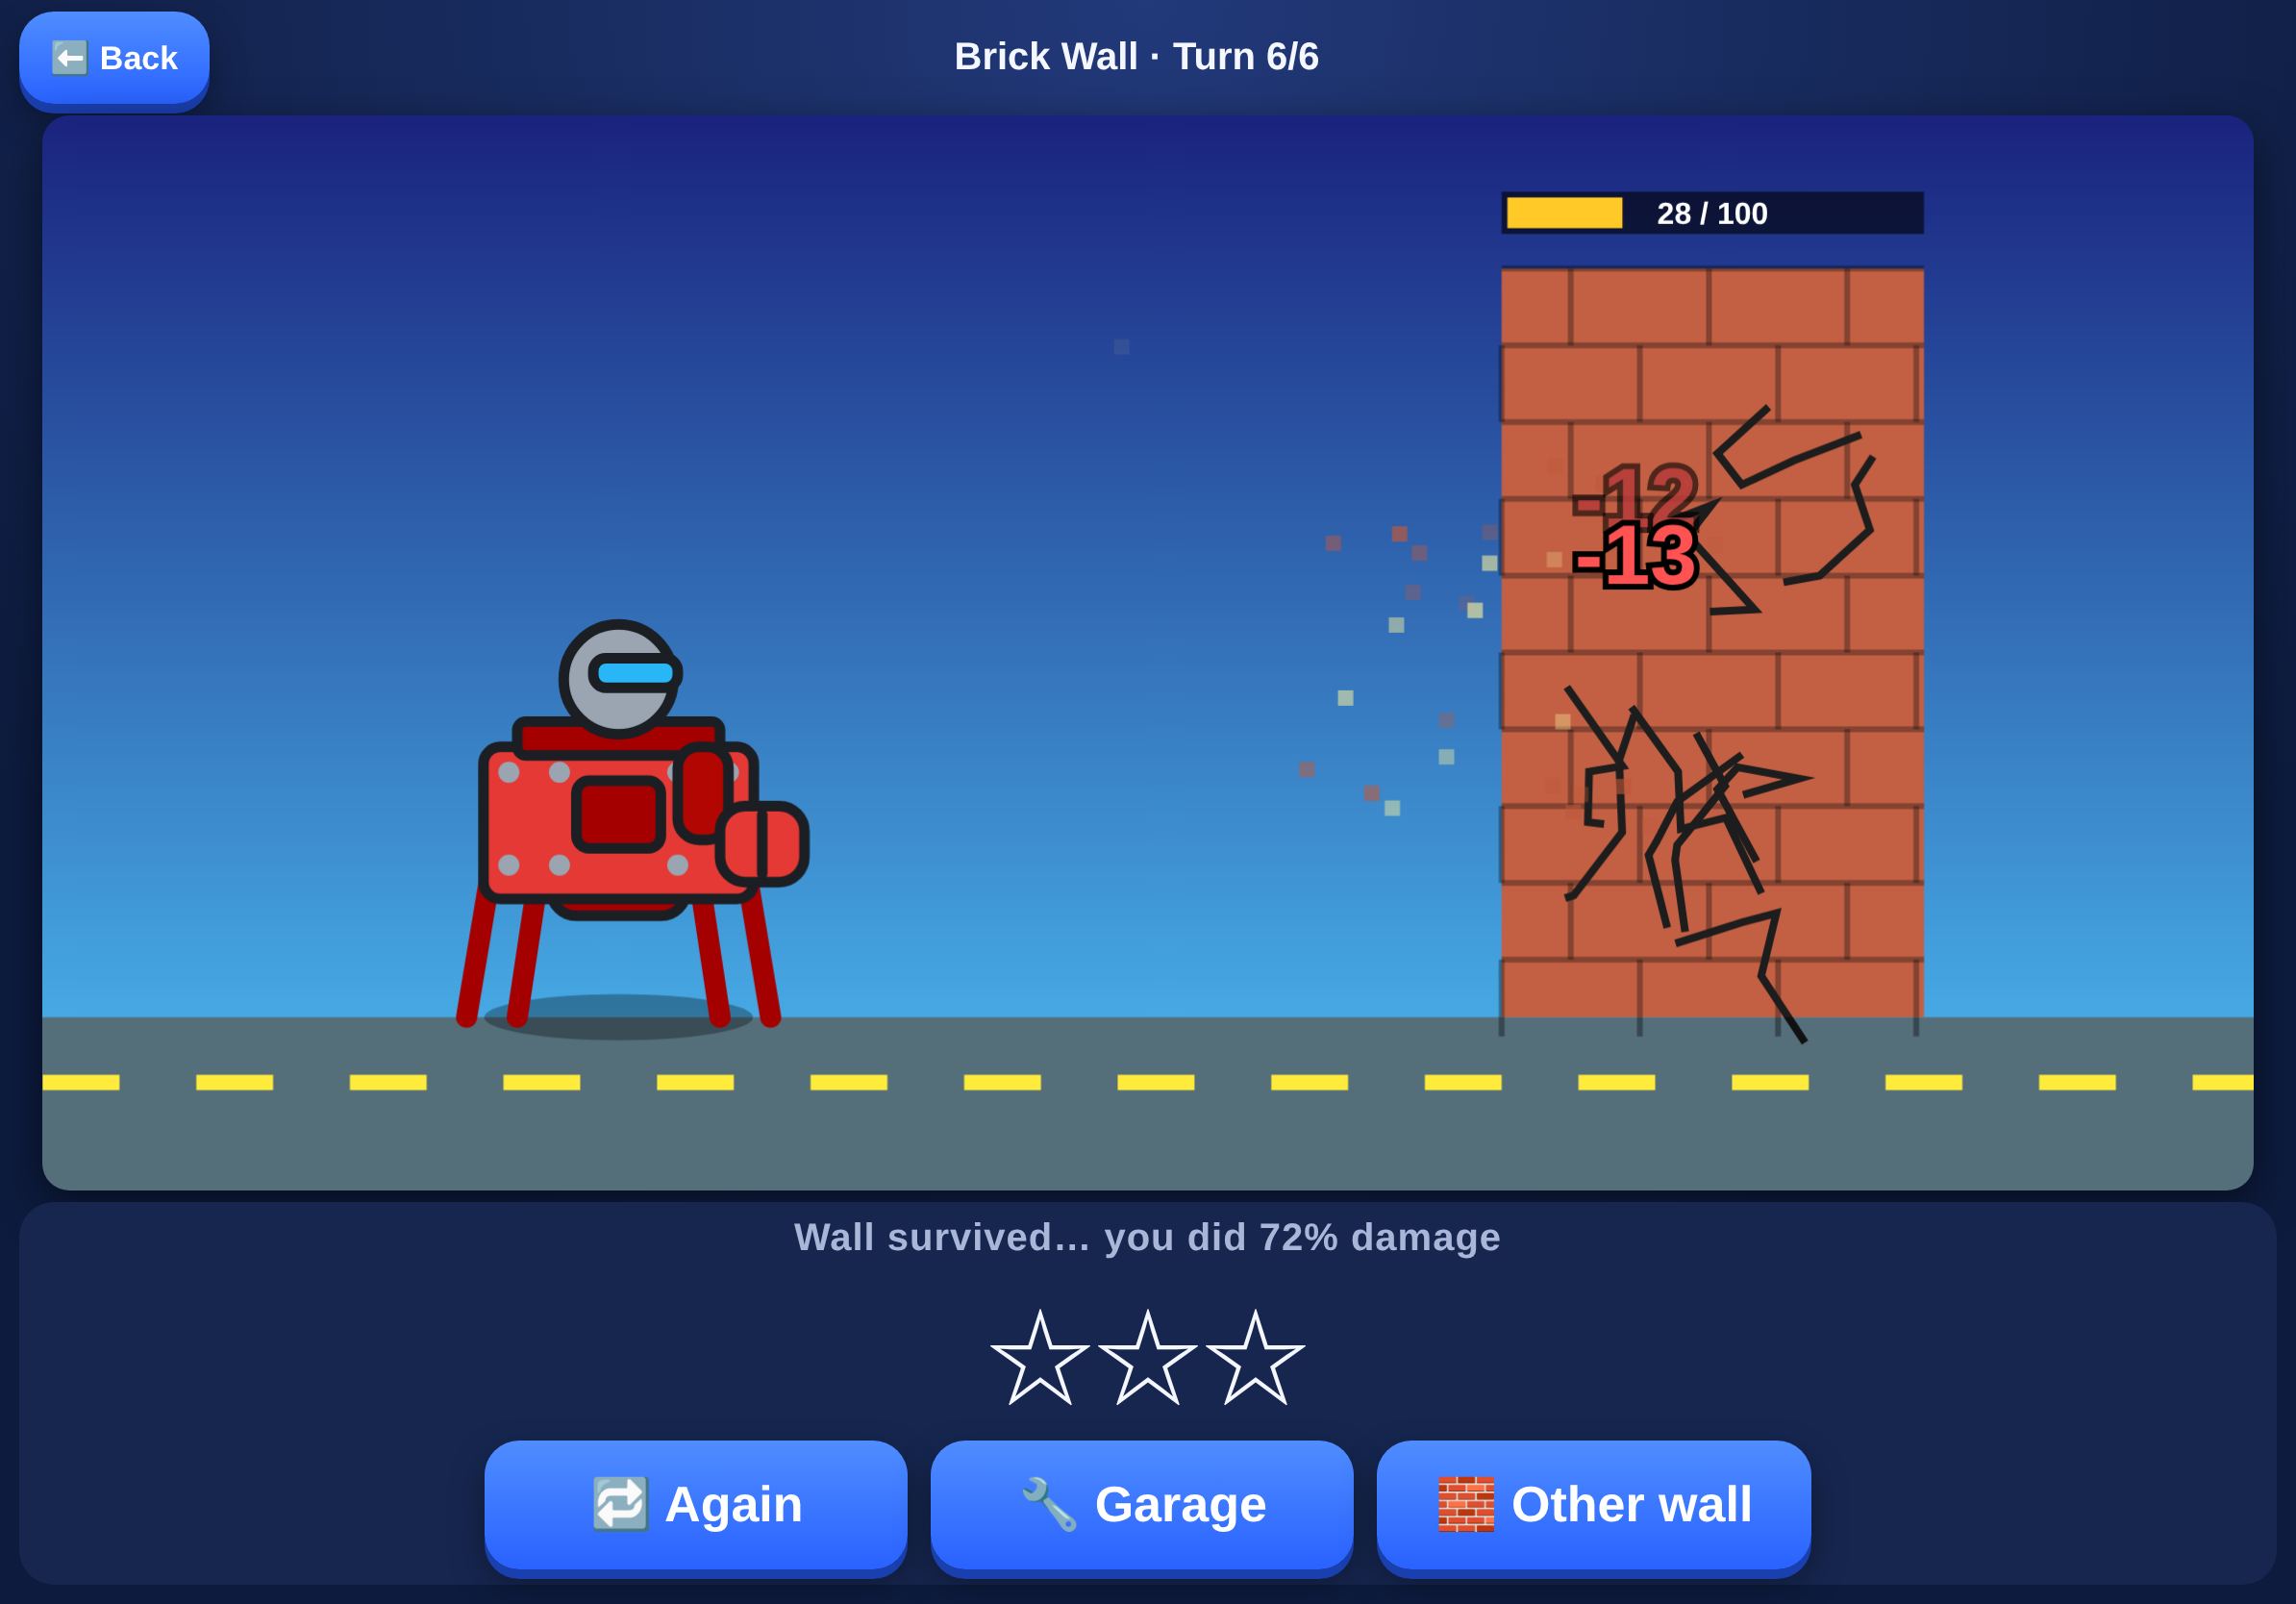 Back
Brick Wall · Turn 6/6
28 / 100
-12
-13
Wall survived... you did 72% damage
Again
Garage
Other wall